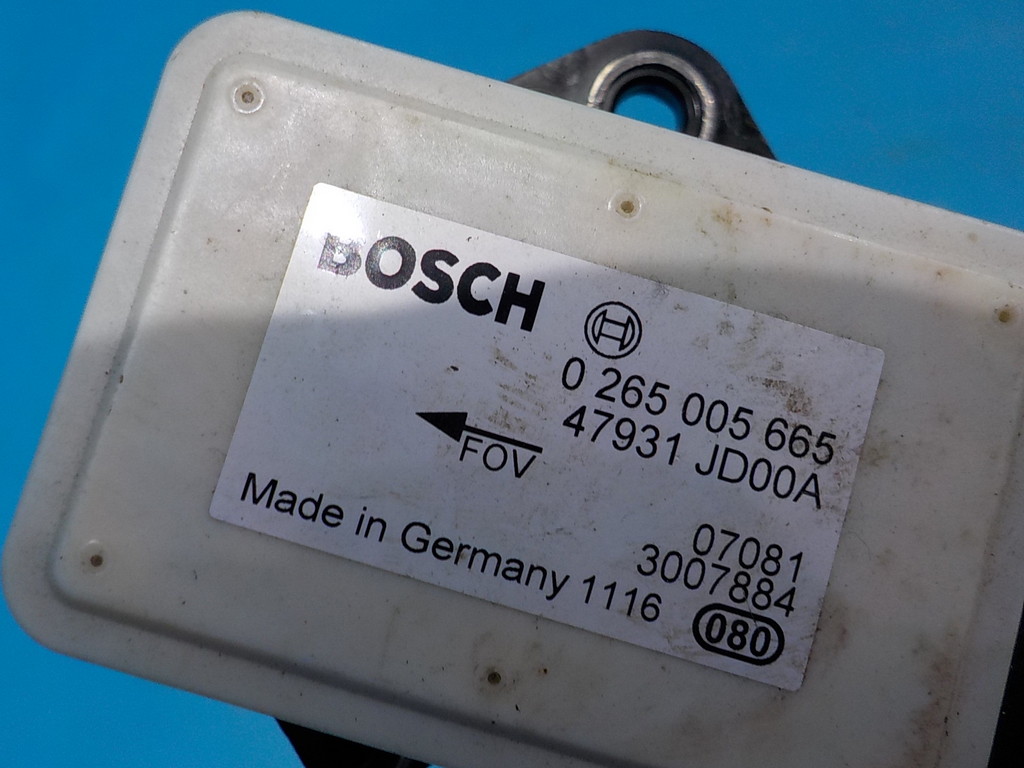 BOSCH
0 265 005 665
47931 JD00A
FOV
07081
3007884
Made in Germany 1116
080